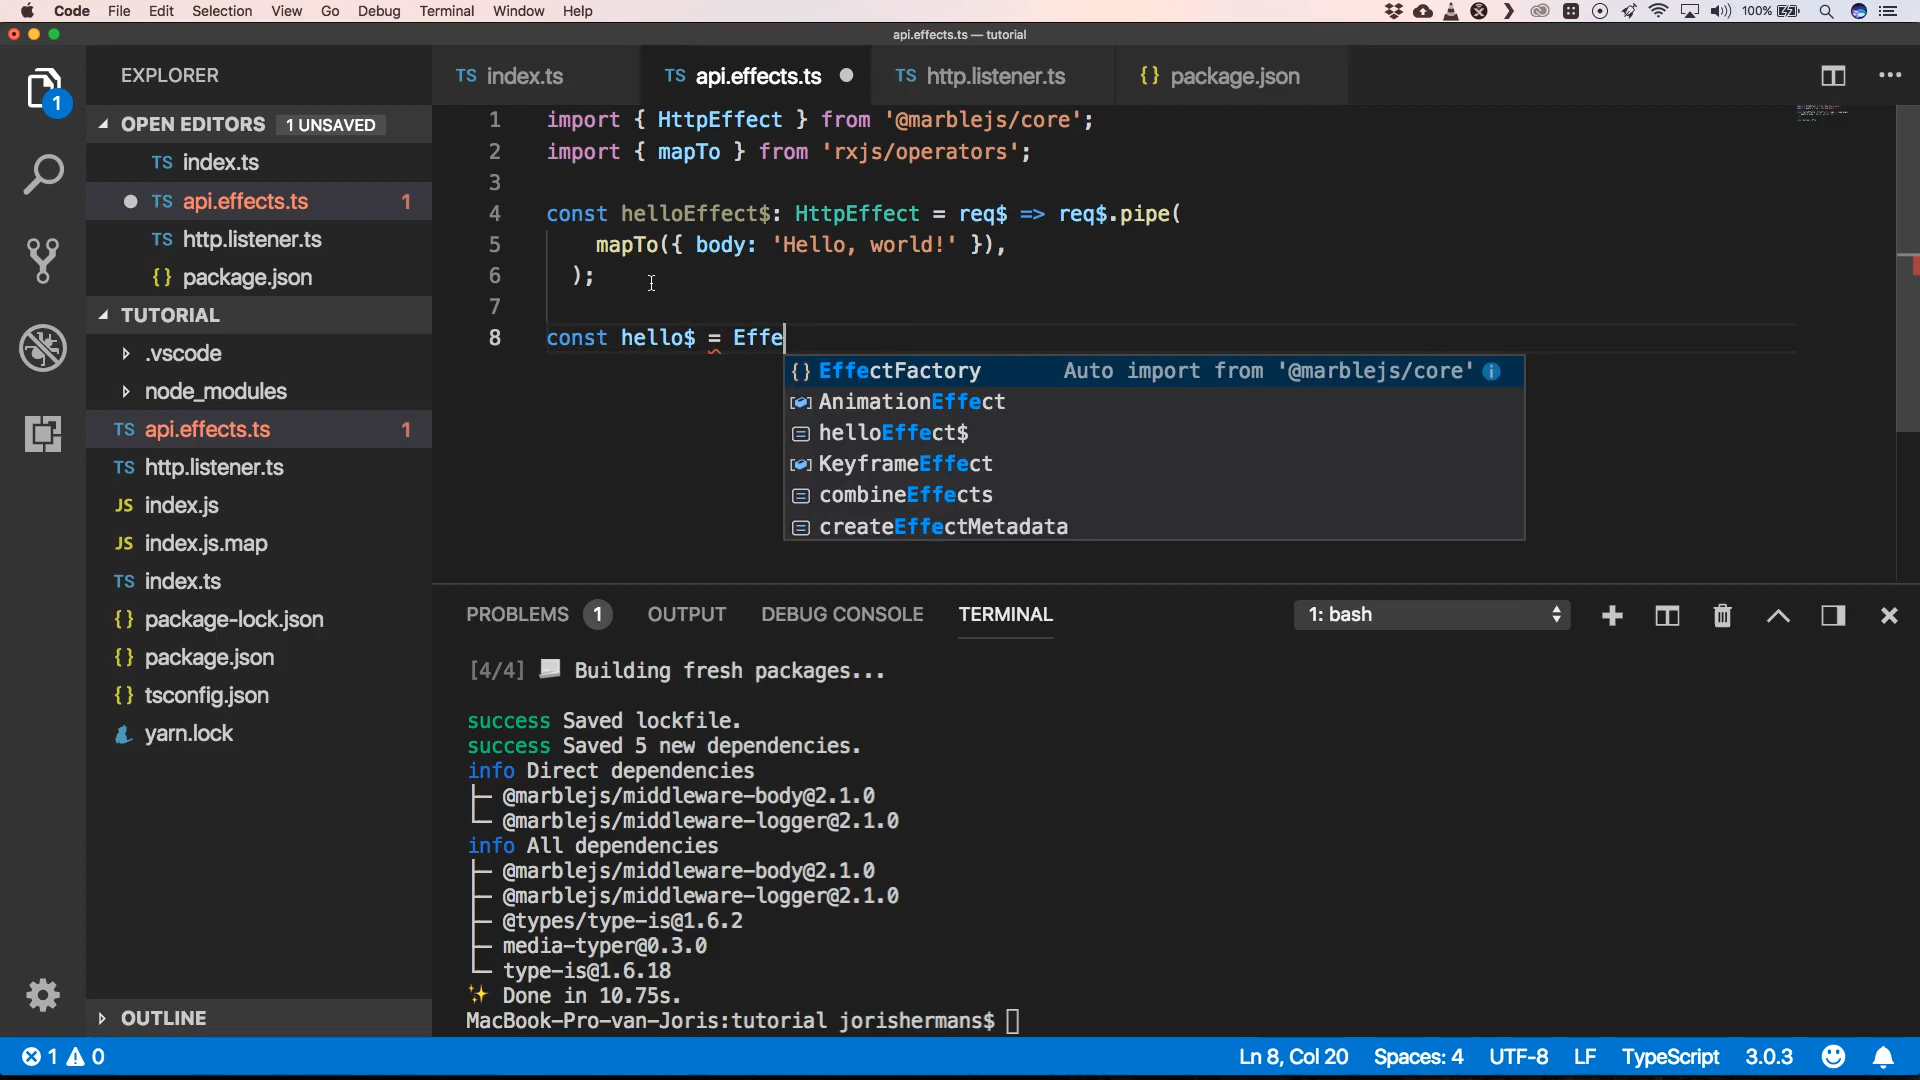 Code File Edit Selection View Go Debug Terminal Window Help 100%
api.effects.ts — tutorial
EXPLORER
OPEN EDITORS 1 UNSAVED
TS index.ts
TS api.effects.ts 1
TS http.listener.ts
{} package.json
TUTORIAL
.vscode
node_modules
TS api.effects.ts 1
TS http.listener.ts
JS index.js
JS index.js.map
TS index.ts
{} package-lock.json
{} package.json
{} tsconfig.json
yarn.lock
OUTLINE
1
TS index.ts TS api.effects.ts TS http.listener.ts {} package.json
1 import { HttpEffect } from '@marblejs/core';
2 import { mapTo } from 'rxjs/operators';
3
4 const helloEffect$: HttpEffect = req$ => req$.pipe(
5 mapTo({ body: 'Hello, world!' }),
6 );
7
8 const hello$ = Effe
{} EffectFactory Auto import from '@marblejs/core'
AnimationEffect
helloEffect$
KeyframeEffect
combineEffects
createEffectMetadata
PROBLEMS 1 OUTPUT DEBUG CONSOLE TERMINAL 1: bash
[4/4] Building fresh packages...
success Saved lockfile.
success Saved 5 new dependencies.
info Direct dependencies
├─ @marblejs/middleware-body@2.1.0
└─ @marblejs/middleware-logger@2.1.0
info All dependencies
├─ @marblejs/middleware-body@2.1.0
├─ @marblejs/middleware-logger@2.1.0
├─ @types/type-is@1.6.2
├─ media-typer@0.3.0
└─ type-is@1.6.18
✨ Done in 10.75s.
MacBook-Pro-van-Joris:tutorial jorishermans$
1 0 Ln 8, Col 20 Spaces: 4 UTF-8 LF TypeScript 3.0.3